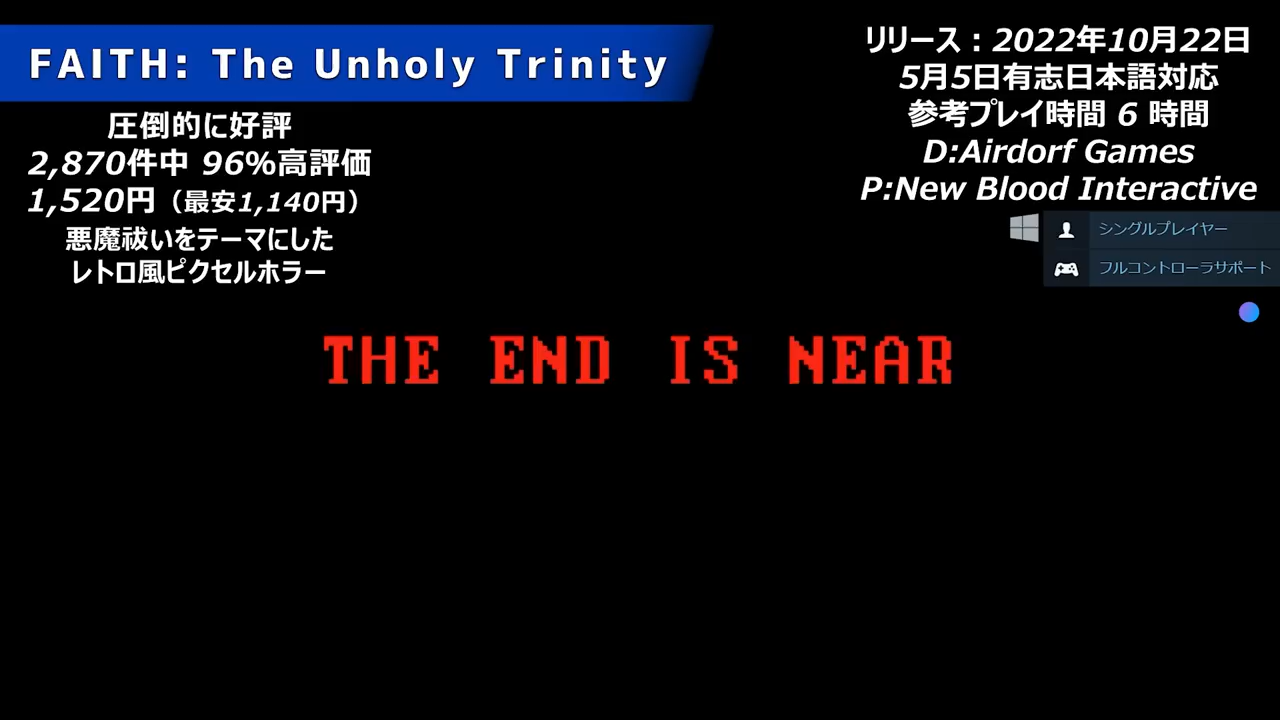 FAITH: The Unholy Trinity
圧倒的に好評
2,870件中 96%高評価
1,520円（最安1,140円）
悪魔祓いをテーマにした
レトロ風ピクセルホラー
リリース：2022年10月22日
5月5日有志日本語対応
参考プレイ時間 6 時間
D:Airdorf Games
P:New Blood Interactive
シングルプレイヤー
フルコントローラサポート
THE END IS NEAR